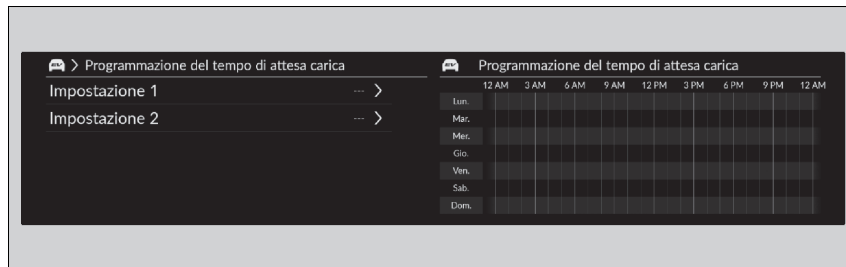 Programmazione del tempo di attesa carica
Impostazione 1 ---
Impostazione 2 ---
Programmazione del tempo di attesa carica
12 AM 3 AM 6 AM 9 AM 12 PM 3 PM 6 PM 9 PM 12 AM
Lun.
Mar.
Mer.
Gio.
Ven.
Sab.
Dom.